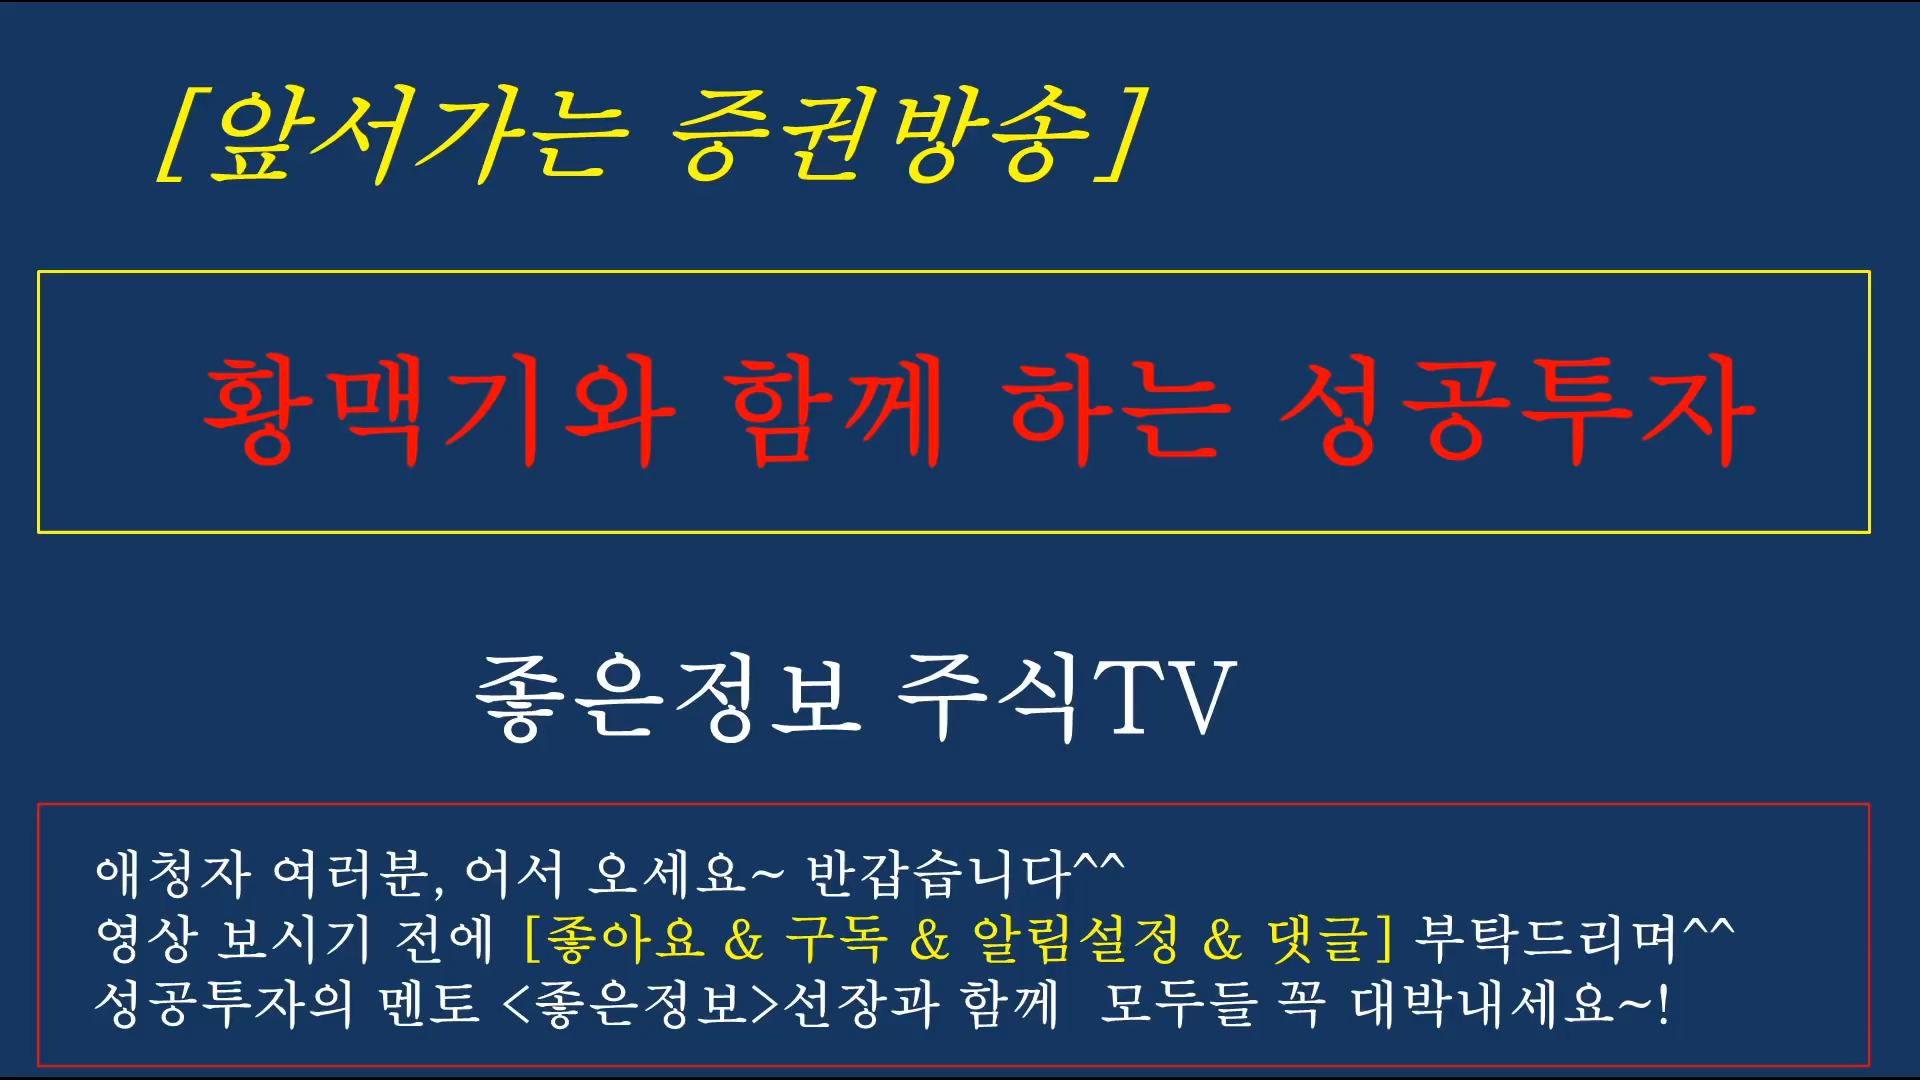 [앞서가는 증권방송]
황맥기와 함께 하는 성공투자
좋은정보 주식TV
애청자 여러분, 어서 오세요~ 반갑습니다^^
영상 보시기 전에 [좋아요 & 구독 & 알림설정 & 댓글] 부탁드리며^^
성공투자의 멘토 <좋은정보>선장과 함께 모두들 꼭 대박내세요~!